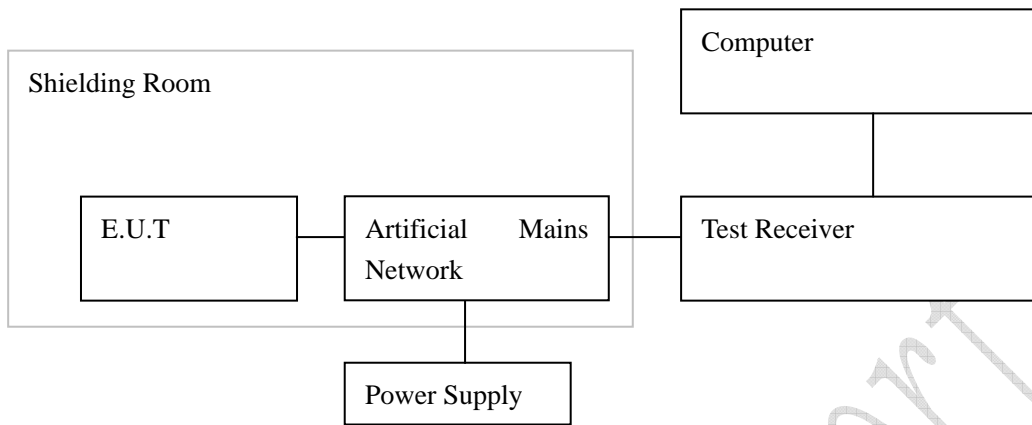 Computer
Shielding Room
E.U.T
Artificial Mains
Network
Test Receiver
Power Supply